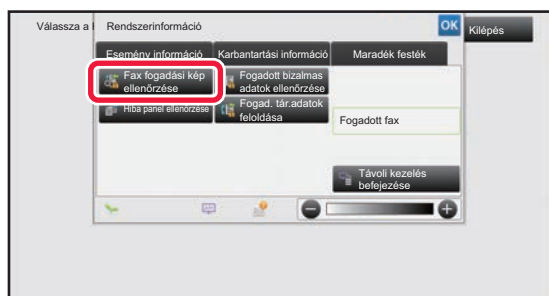 Válassza a
Rendszerinformáció
OK
Kilépés
Esemény információ
Karbantartási információ
Maradék festék
Fax fogadási kép
ellenőrzése
Fogadott bizalmas
adatok ellenőrzése
Hiba panel ellenőrzése
Fogad. tár.adatok
feloldása
Fogadott fax
Távoli kezelés
befejezése